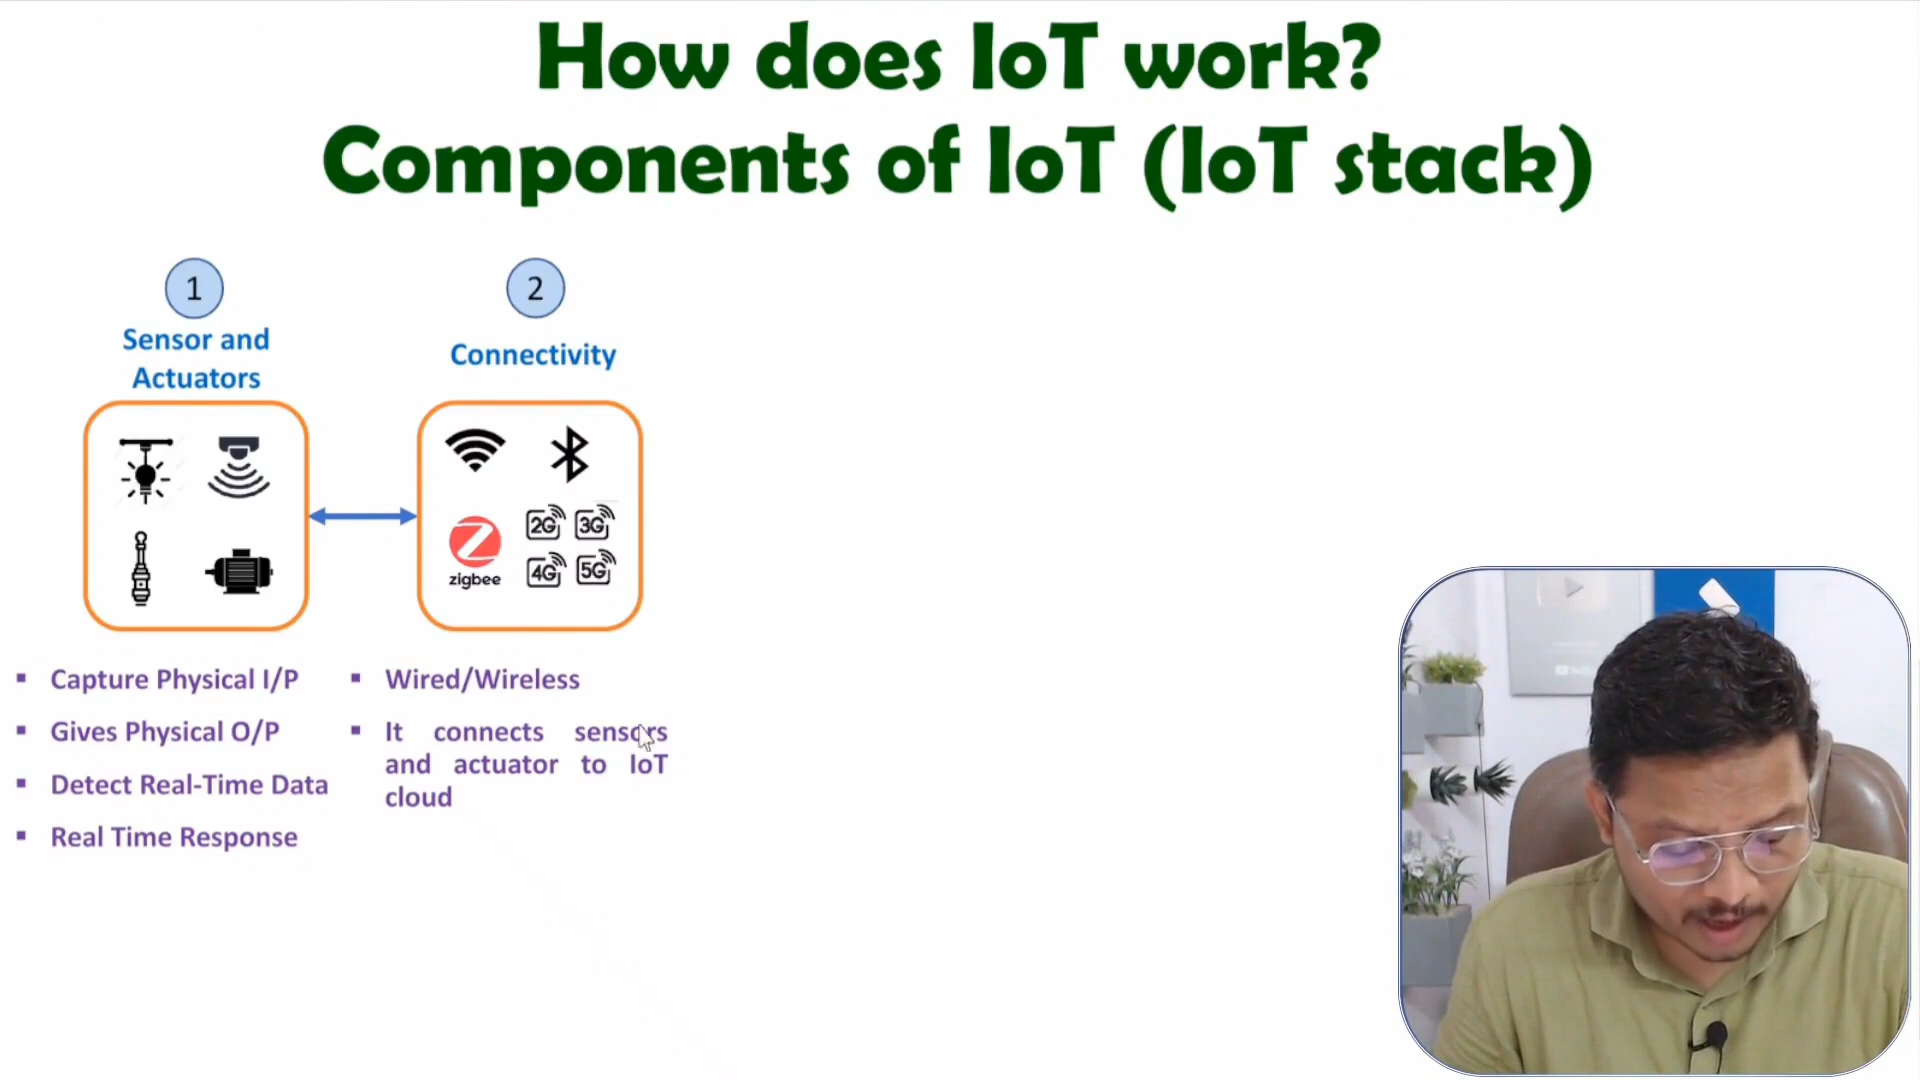 How does IoT work?
Components of IoT (IoT stack)
1
Sensor and
Actuators
2
Connectivity
zigbee
2G
3G
4G
5G
▪ Capture Physical I/P
▪ Gives Physical O/P
▪ Detect Real-Time Data
▪ Real Time Response
▪ Wired/Wireless
▪ It connects sensors
and actuator to IoT
cloud